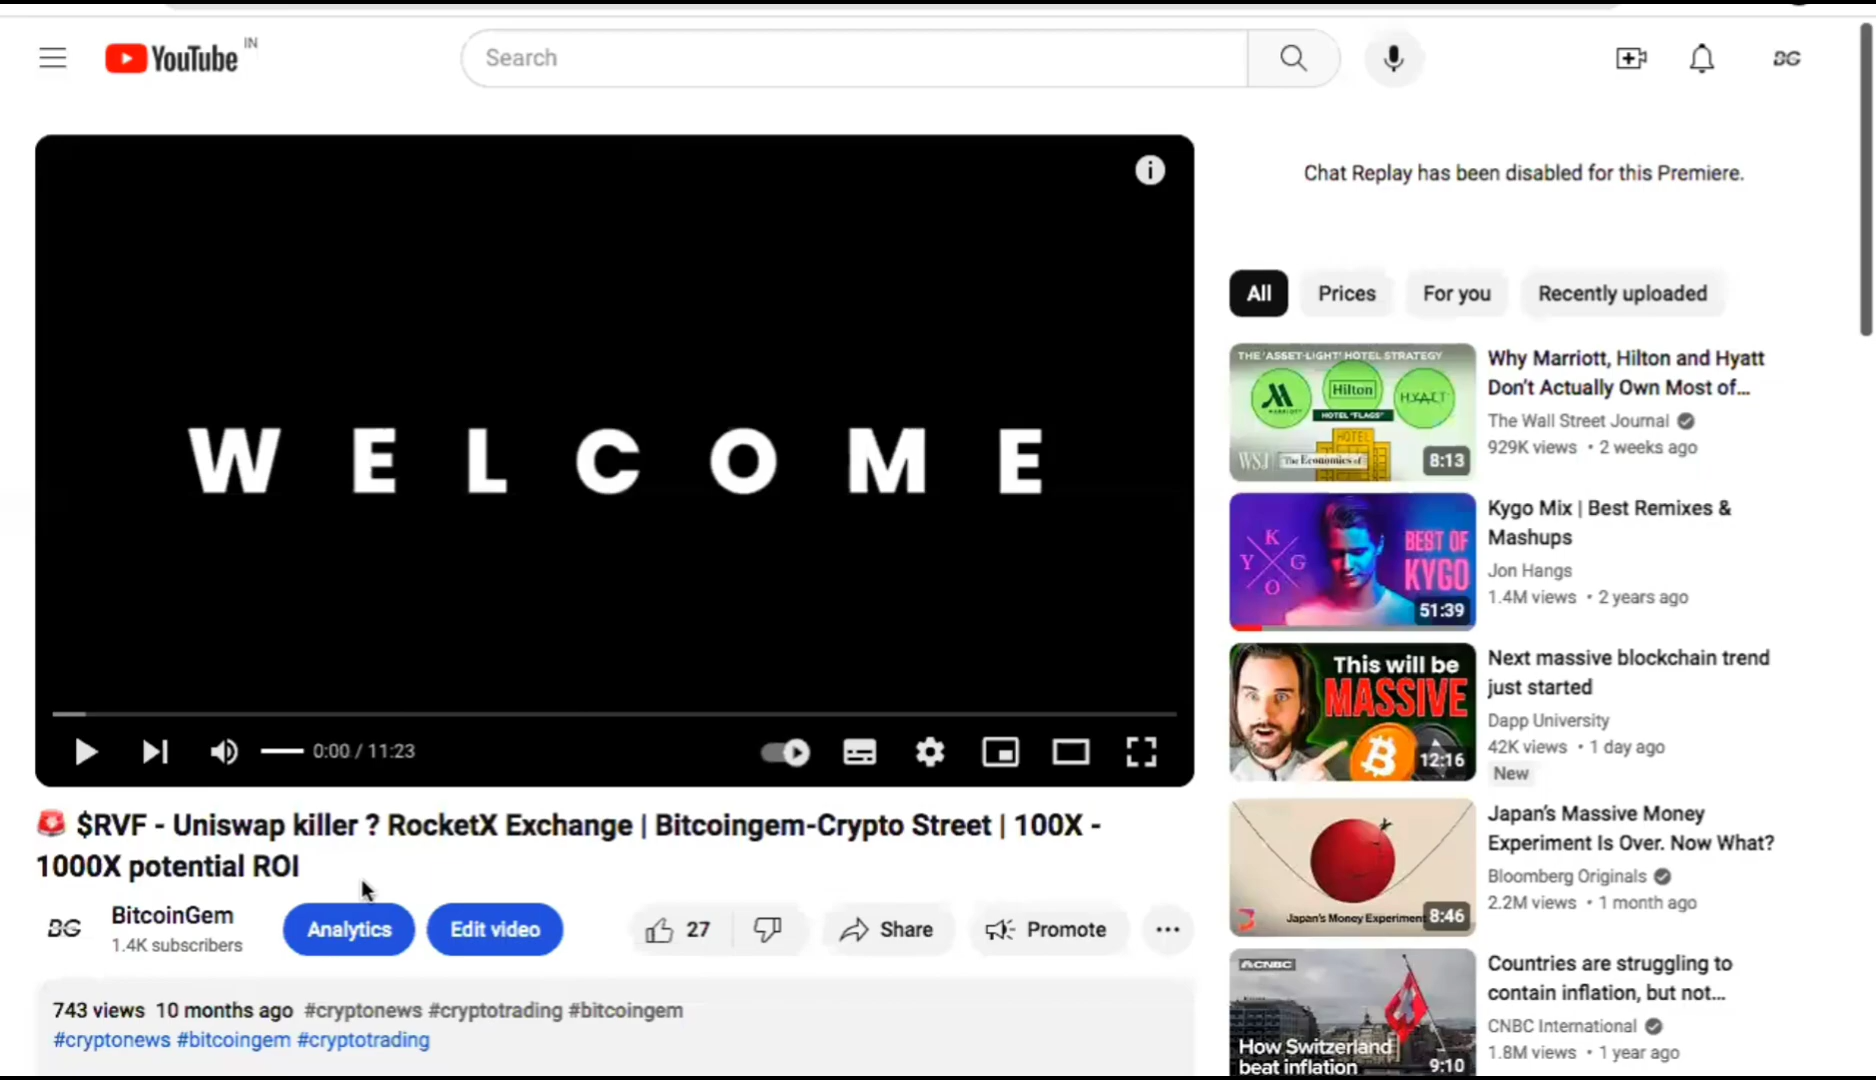 YouTube IN
Search
BG
WELCOME
0:00 / 11:23
🚨 $RVF - Uniswap killer ? RocketX Exchange | Bitcoingem-Crypto Street | 100X -
1000X potential ROI
BG
BitcoinGem
1.4K subscribers
Analytics
Edit video
27
Share
Promote
743 views 10 months ago #cryptonews #cryptotrading #bitcoingem
#cryptonews #bitcoingem #cryptotrading
Chat Replay has been disabled for this Premiere.
All
Prices
For you
Recently uploaded
THE 'ASSET-LIGHT' HOTEL STRATEGY
MARRIOTT
Hilton
HYATT
HOTEL "FLAGS"
HOTEL
WSJ
The Economics of
8:13
Why Marriott, Hilton and Hyatt
Don't Actually Own Most of...
The Wall Street Journal
929K views • 2 weeks ago
K
Y G
O
BEST OF
KYGO
51:39
Kygo Mix | Best Remixes &
Mashups
Jon Hangs
1.4M views • 2 years ago
This will be
MASSIVE
12:16
Next massive blockchain trend
just started
Dapp University
42K views • 1 day ago
New
Japan's Money Experiment
8:46
Japan's Massive Money
Experiment Is Over. Now What?
Bloomberg Originals
2.2M views • 1 month ago
CNBC
How Switzerland
beat inflation
9:10
Countries are struggling to
contain inflation, but not...
CNBC International
1.8M views • 1 year ago